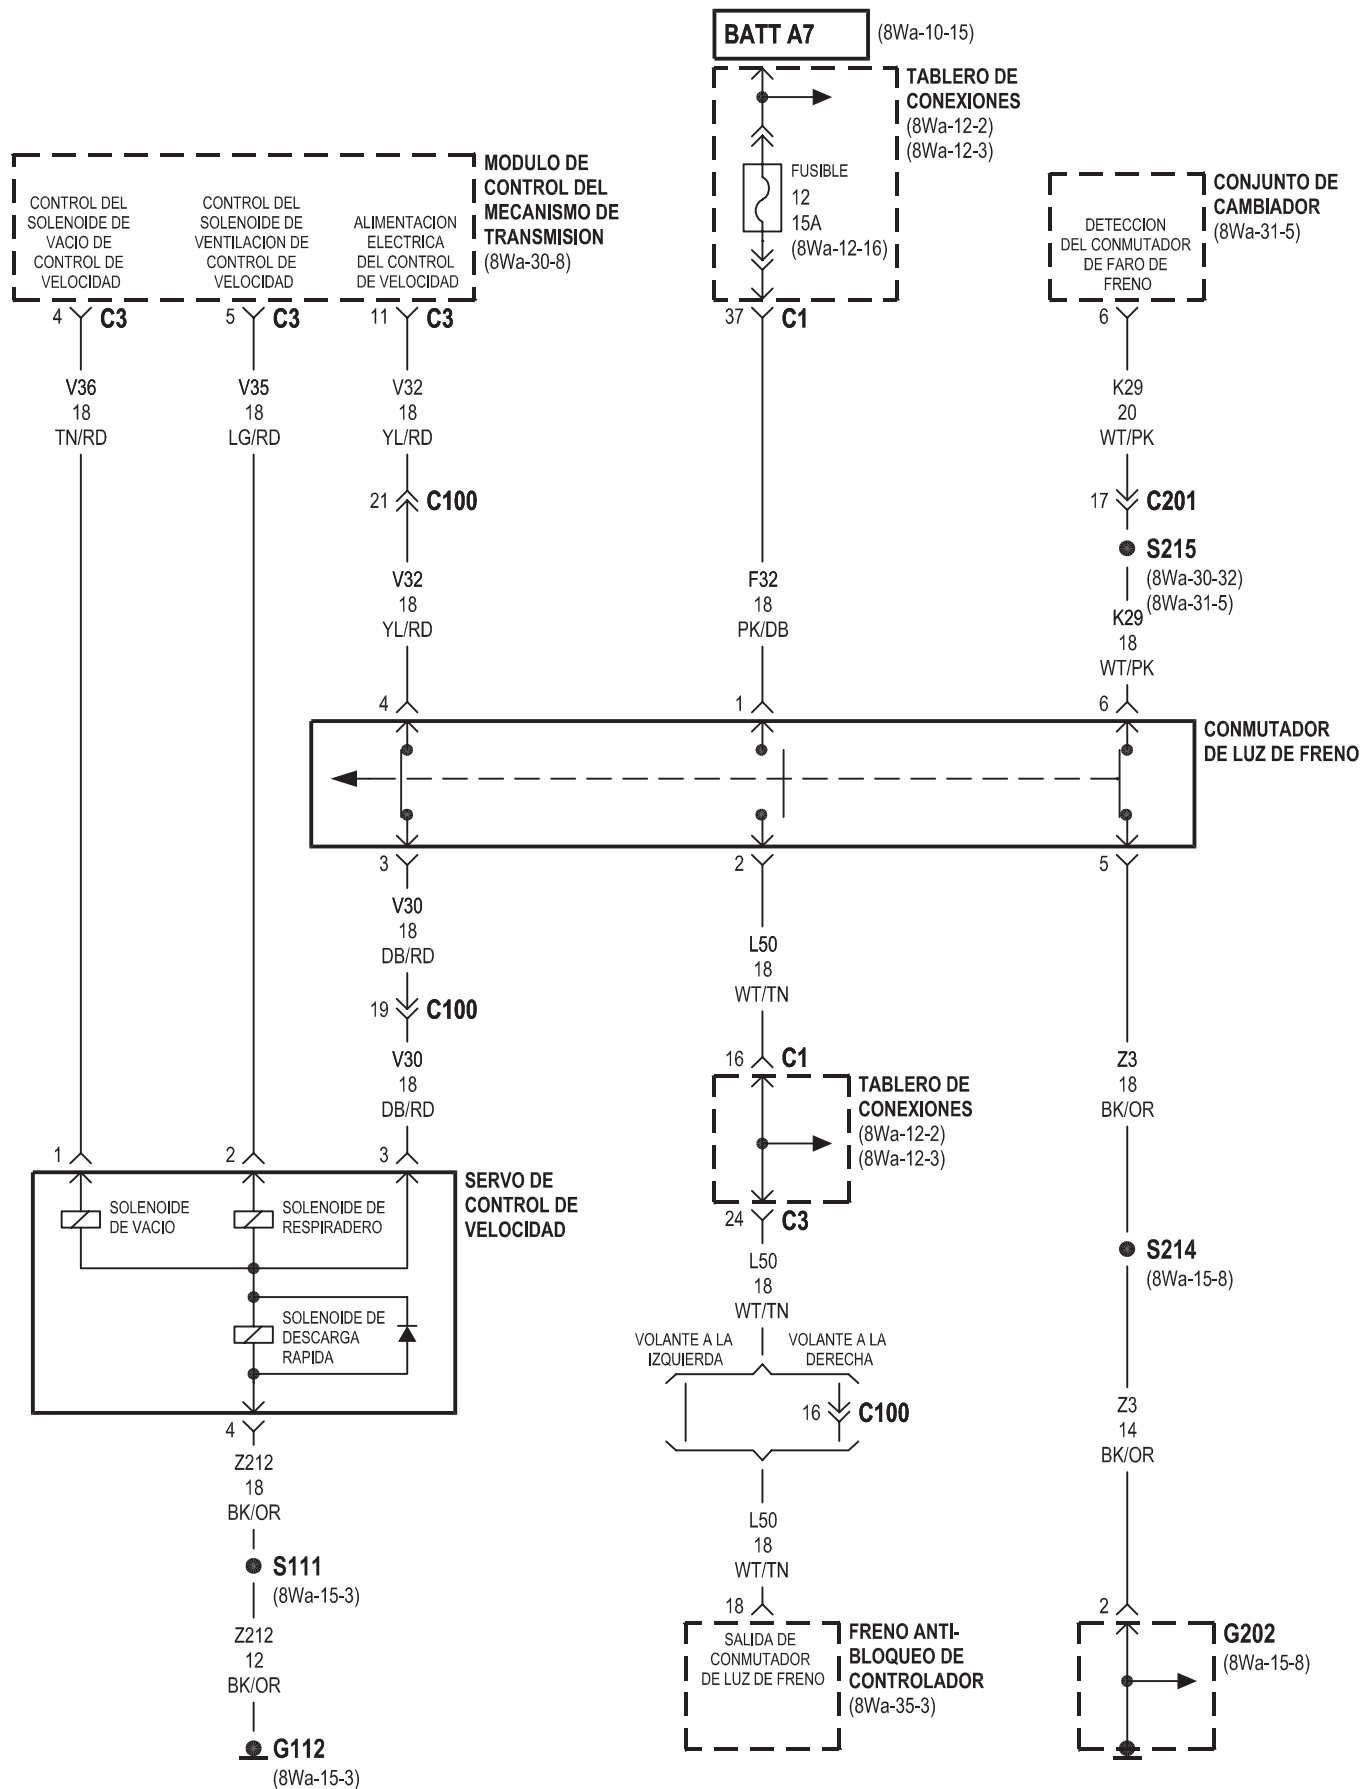 BATT A7
(8Wa-10-15)
TABLERO DE
CONEXIONES
(8Wa-12-2)
(8Wa-12-3)
FUSIBLE
12
15A
(8Wa-12-16)
37
C1
MODULO DE
CONTROL DEL
MECANISMO DE
TRANSMISION
(8Wa-30-8)
CONTROL DEL
SOLENOIDE DE
VACIO DE
CONTROL DE
VELOCIDAD
CONTROL DEL
SOLENOIDE DE
VENTILACION DE
CONTROL DE
VELOCIDAD
ALIMENTACION
ELECTRICA
DEL CONTROL
DE VELOCIDAD
4
C3
5
C3
11
C3
CONJUNTO DE
CAMBIADOR
(8Wa-31-5)
DETECCION
DEL CONMUTADOR
DE FARO DE
FRENO
6
V36
18
TN/RD
V35
18
LG/RD
V32
18
YL/RD
21
C100
V32
18
YL/RD
4
F32
18
PK/DB
1
K29
20
WT/PK
17
C201
S215
(8Wa-30-32)
(8Wa-31-5)
K29
18
WT/PK
6
CONMUTADOR
DE LUZ DE FRENO
3
2
5
V30
18
DB/RD
19
C100
V30
18
DB/RD
L50
18
WT/TN
16
C1
TABLERO DE
CONEXIONES
(8Wa-12-2)
(8Wa-12-3)
24
C3
L50
18
WT/TN
Z3
18
BK/OR
S214
(8Wa-15-8)
Z3
14
BK/OR
1
2
3
SERVO DE
CONTROL DE
VELOCIDAD
SOLENOIDE
DE VACIO
SOLENOIDE DE
RESPIRADERO
SOLENOIDE DE
DESCARGA
RAPIDA
4
Z212
18
BK/OR
S111
(8Wa-15-3)
Z212
12
BK/OR
G112
(8Wa-15-3)
VOLANTE A LA
IZQUIERDA
VOLANTE A LA
DERECHA
16
C100
L50
18
WT/TN
18
SALIDA DE
CONMUTADOR
DE LUZ DE FRENO
FRENO ANTI-
BLOQUEO DE
CONTROLADOR
(8Wa-35-3)
2
G202
(8Wa-15-8)